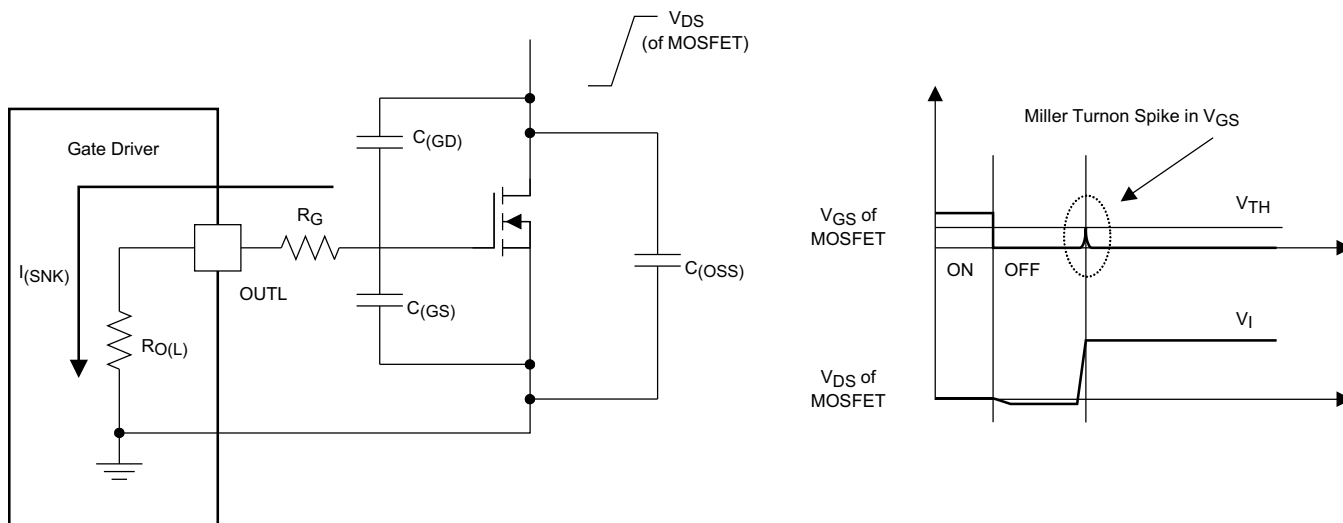 VDS
(of MOSFET)
Gate Driver
C(GD)
RG
I(SNK)
OUTL
C(GS)
C(OSS)
RO(L)
Miller Turnon Spike in VGS
VTH
VGS of
MOSFET
ON
OFF
VI
VDS of
MOSFET